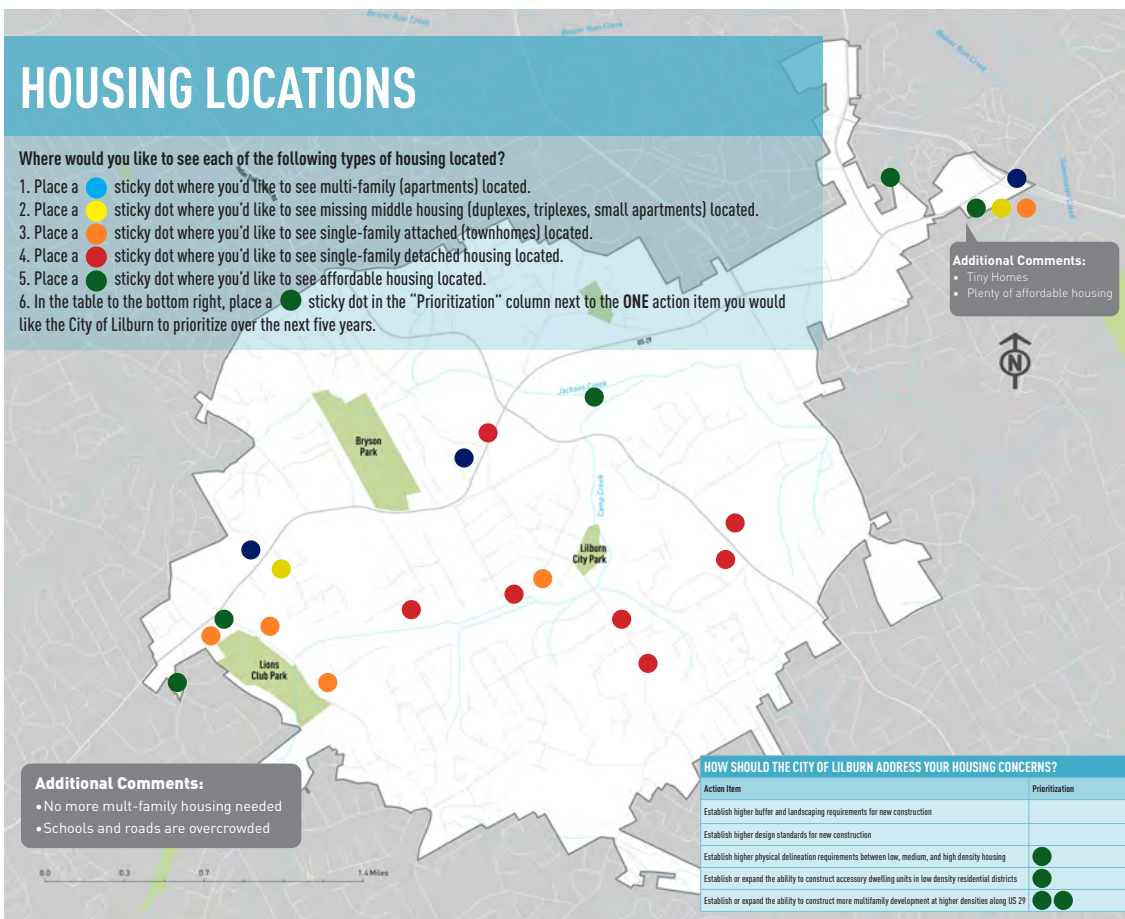 Beaver Run Creek
Beaver Run Creek
Beaver Run Creek
HOUSING LOCATIONS
Where would you like to see each of the following types of housing located?
1. Place a sticky dot where you'd like to see multi-family (apartments) located.
2. Place a sticky dot where you'd like to see missing middle housing (duplexes, triplexes, small apartments) located.
3. Place a sticky dot where you'd like to see single-family attached (townhomes) located.
4. Place a sticky dot where you'd like to see single-family detached housing located.
5. Place a sticky dot where you'd like to see affordable housing located.
6. In the table to the bottom right, place a sticky dot in the "Prioritization" column next to the ONE action item you would
like the City of Lilburn to prioritize over the next five years.
Additional Comments:
• Tiny Homes
• Plenty of affordable housing
N
US-29
Jackson Creek
Bryson
Park
Camp Creek
Lilburn
City Park
Lions
Club Park
Additional Comments:
•No more mult-family housing needed
•Schools and roads are overcrowded
0.0 0.3 0.7 1.4 Miles
HOW SHOULD THE CITY OF LILBURN ADDRESS YOUR HOUSING CONCERNS?
Action Item Prioritization
Establish higher buffer and landscaping requirements for new construction
Establish higher design standards for new construction
Establish higher physical delineation requirements between low, medium, and high density housing
Establish or expand the ability to construct accessory dwelling units in low density residential districts
Establish or expand the ability to construct more multifamily development at higher densities along US 29